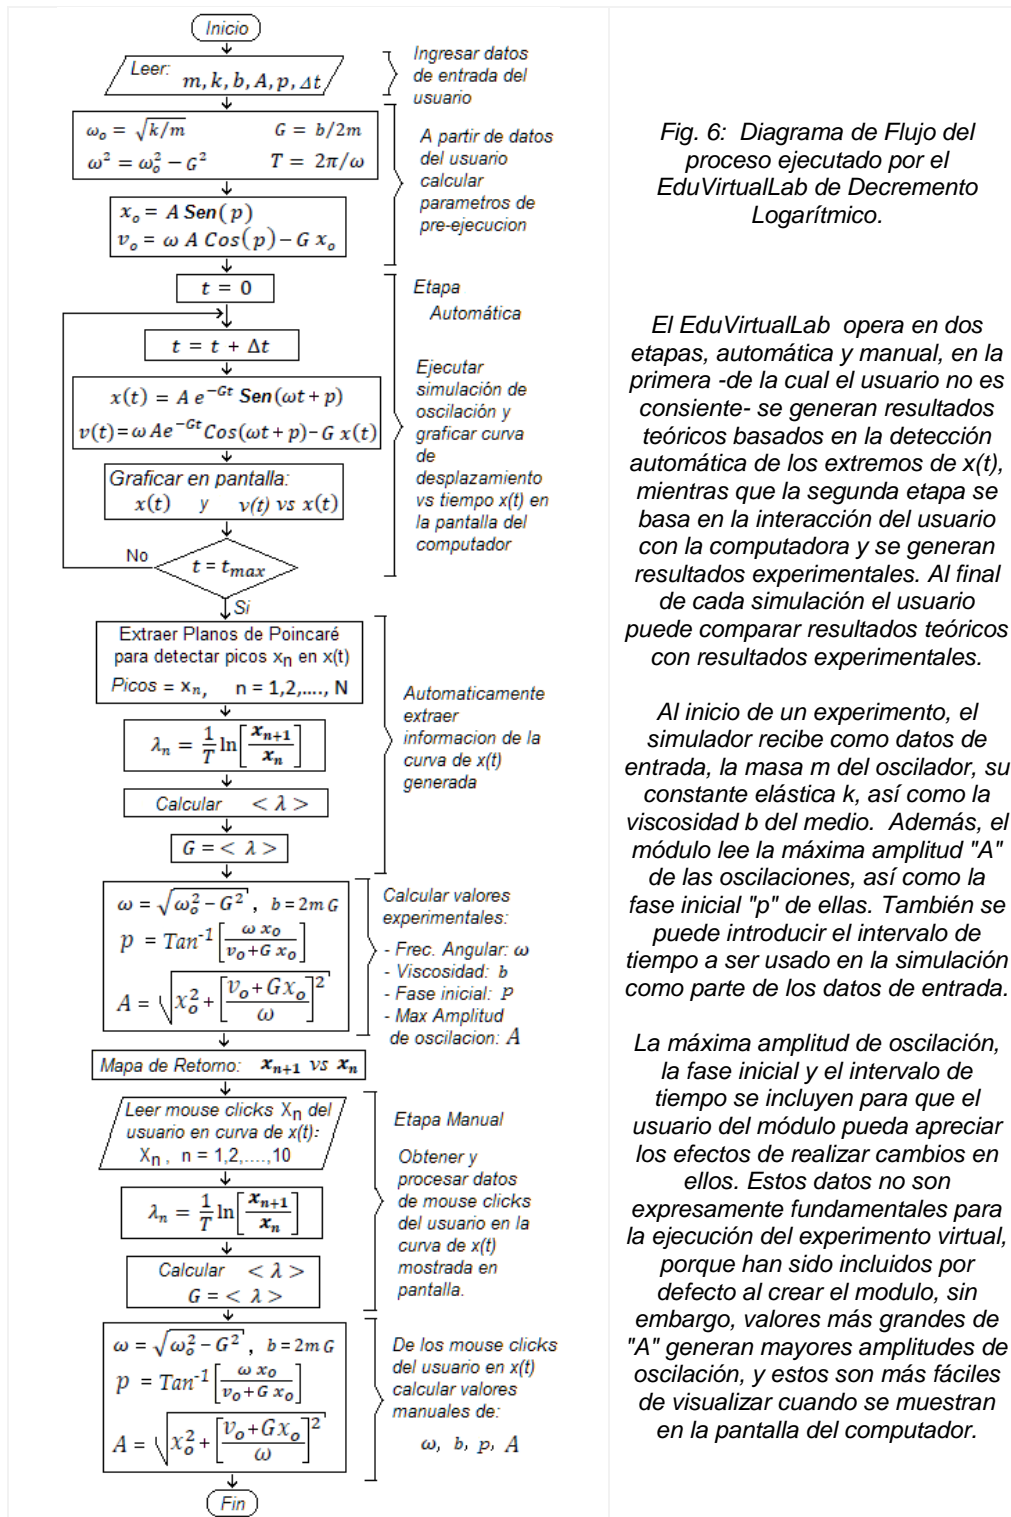 Inicio
Leer:
m, k, b, A, p, Δt
Ingresar datos
de entrada del
usuario
ωₒ = √(k/m)    G = b/2m
ω² = ωₒ² − G²    T = 2π/ω
xₒ = A Sen(p)
vₒ = ω A Cos(p) − G xₒ
A partir de datos
del usuario
calcular
parametros de
pre-ejecucion
t = 0
t = t + Δt
x(t) = A e^(−Gt) Sen(ωt + p)
v(t) = ω Ae^(−Gt) Cos(ωt + p) − G x(t)
Graficar en pantalla:
x(t)    y    v(t) vs x(t)
No
t = tₘₐₓ
Si
Etapa
Automática
Ejecutar
simulación de
oscilación y
graficar curva
de
desplazamiento
vs tiempo x(t) en
la pantalla del
computador
Extraer Planos de Poincaré
para detectar picos xₙ en x(t)
Picos = xₙ,    n = 1,2,...., N
λₙ = 1/T ln[xₙ₊₁/xₙ]
Calcular    < λ >
G = < λ >
Automaticamente
extraer
informacion de la
curva de x(t)
generada
ω = √(ωₒ² − G²) ,  b = 2m G
p = Tan⁻¹[ω xₒ/(vₒ + G xₒ)]
A = √(xₒ² + [(vₒ + Gxₒ)/ω]²)
Calcular valores
experimentales:
- Frec. Angular: ω
- Viscosidad: b
- Fase inicial: p
- Max Amplitud
de oscilacion: A
Mapa de Retorno:    xₙ₊₁ vs xₙ
Leer mouse clicks Xₙ del
usuario en curva de x(t):
Xₙ ,  n = 1,2,....,10
λₙ = 1/T ln[xₙ₊₁/xₙ]
Calcular    < λ >
G = < λ >
Etapa Manual
Obtener y
procesar datos
de mouse clicks
del usuario en la
curva de x(t)
mostrada en
pantalla.
ω = √(ωₒ² − G²) ,  b = 2m G
p = Tan⁻¹[ω xₒ/(vₒ + G xₒ)]
A = √(xₒ² + [(vₒ + Gxₒ)/ω]²)
De los mouse clicks
del usuario en x(t)
calcular valores
manuales de:
ω, b, p, A
Fin
Fig. 6:  Diagrama de Flujo del
proceso ejecutado por el
EduVirtualLab de Decremento
Logarítmico.
El EduVirtualLab  opera en dos
etapas, automática y manual, en la
primera -de la cual el usuario no es
consiente- se generan resultados
teóricos basados en la detección
automática de los extremos de x(t),
mientras que la segunda etapa se
basa en la interacción del usuario
con la computadora y se generan
resultados experimentales. Al final
de cada simulación el usuario
puede comparar resultados teóricos
con resultados experimentales.
Al inicio de un experimento, el
simulador recibe como datos de
entrada, la masa m del oscilador, su
constante elástica k, así como la
viscosidad b del medio.  Además, el
módulo lee la máxima amplitud "A"
de las oscilaciones, así como la
fase inicial "p" de ellas. También se
puede introducir el intervalo de
tiempo a ser usado en la simulación
como parte de los datos de entrada.
La máxima amplitud de oscilación,
la fase inicial y el intervalo de
tiempo se incluyen para que el
usuario del módulo pueda apreciar
los efectos de realizar cambios en
ellos. Estos datos no son
expresamente fundamentales para
la ejecución del experimento virtual,
porque han sido incluidos por
defecto al crear el modulo, sin
embargo, valores más grandes de
"A" generan mayores amplitudes de
oscilación, y estos son más fáciles
de visualizar cuando se muestran
en la pantalla del computador.